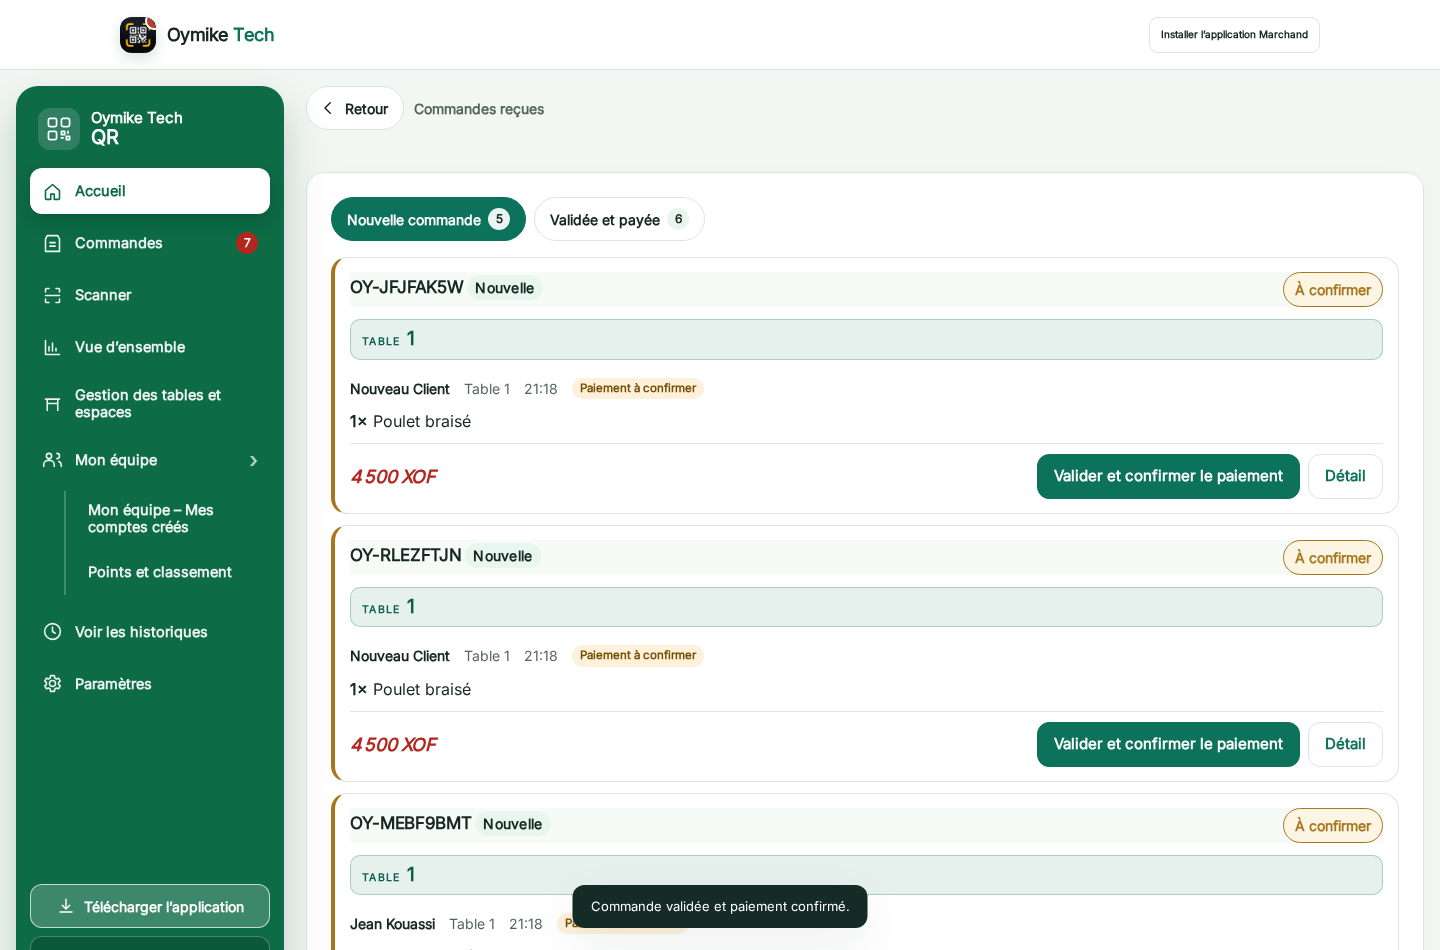 Oymike Tech
Installer l'application Marchand
Oymike Tech
QR
Accueil
Commandes 7
Scanner
Vue d'ensemble
Gestion des tables et
espaces
Mon équipe
Mon équipe – Mes
comptes créés
Points et classement
Voir les historiques
Paramètres
Télécharger l'application
Retour Commandes reçues
Nouvelle commande 5 Validée et payée 6
OY-JFJFAK5W Nouvelle À confirmer
TABLE 1
Nouveau Client Table 1 21:18 Paiement à confirmer
1× Poulet braisé
4 500 XOF Valider et confirmer le paiement Détail
OY-RLEZFTJN Nouvelle À confirmer
TABLE 1
Nouveau Client Table 1 21:18 Paiement à confirmer
1× Poulet braisé
4 500 XOF Valider et confirmer le paiement Détail
OY-MEBF9BMT Nouvelle À confirmer
TABLE 1
Jean Kouassi Table 1 21:18
Commande validée et paiement confirmé.